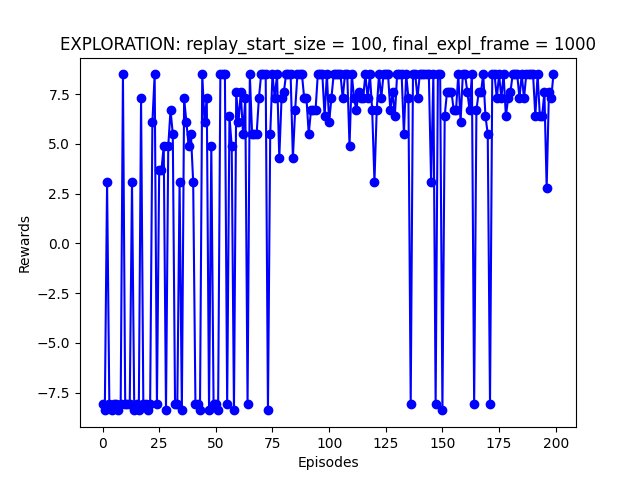 EXPLORATION: replay_start_size = 100, final_expl_frame = 1000
7.5
5.0
2.5
0.0
−2.5
−5.0
−7.5
Rewards
0 25 50 75 100 125 150 175 200
Episodes